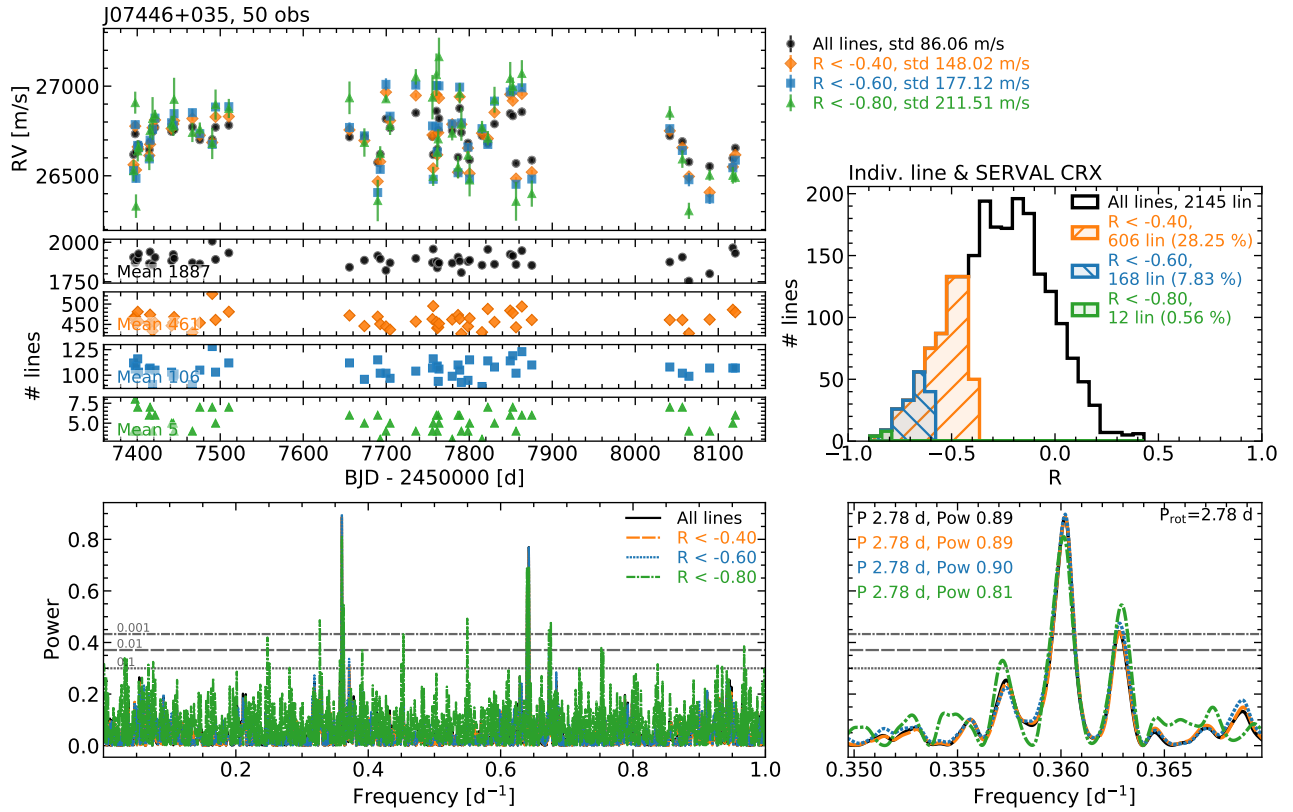 J07446+035, 50 obs
27000
26500
RV [m/s]
All lines, std 86.06 m/s
R < -0.40, std 148.02 m/s
R < -0.60, std 177.12 m/s
R < -0.80, std 211.51 m/s
2000
1750
Mean 1887
500
450
Mean 461
125
100
Mean 106
7.5
5.0
Mean 5
# lines
7400 7500 7600 7700 7800 7900 8000 8100
BJD - 2450000 [d]
Indiv. line & SERVAL CRX
200
150
100
50
0
# lines
All lines, 2145 lin
R < -0.40,
606 lin (28.25 %)
R < -0.60,
168 lin (7.83 %)
R < -0.80,
12 lin (0.56 %)
−1.0 −0.5 0.0 0.5 1.0
R
0.8
0.6
0.4
0.2
0.0
Power
All lines
R < -0.40
R < -0.60
R < -0.80
0.001
0.01
0.1
0.2 0.4 0.6 0.8 1.0
Frequency [d⁻¹]
P 2.78 d, Pow 0.89
P 2.78 d, Pow 0.89
P 2.78 d, Pow 0.90
P 2.78 d, Pow 0.81
Prot=2.78 d
0.350 0.355 0.360 0.365
Frequency [d⁻¹]